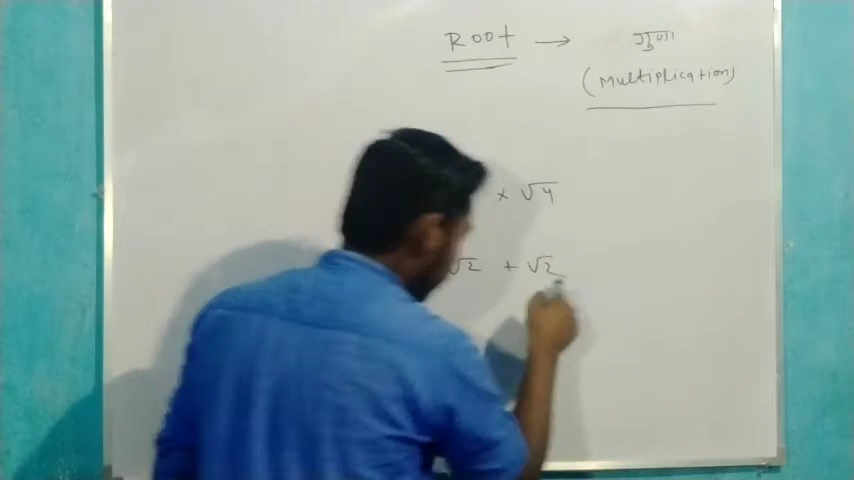 Root → गुणा
(Multiplication)
× √4
√2 + √2